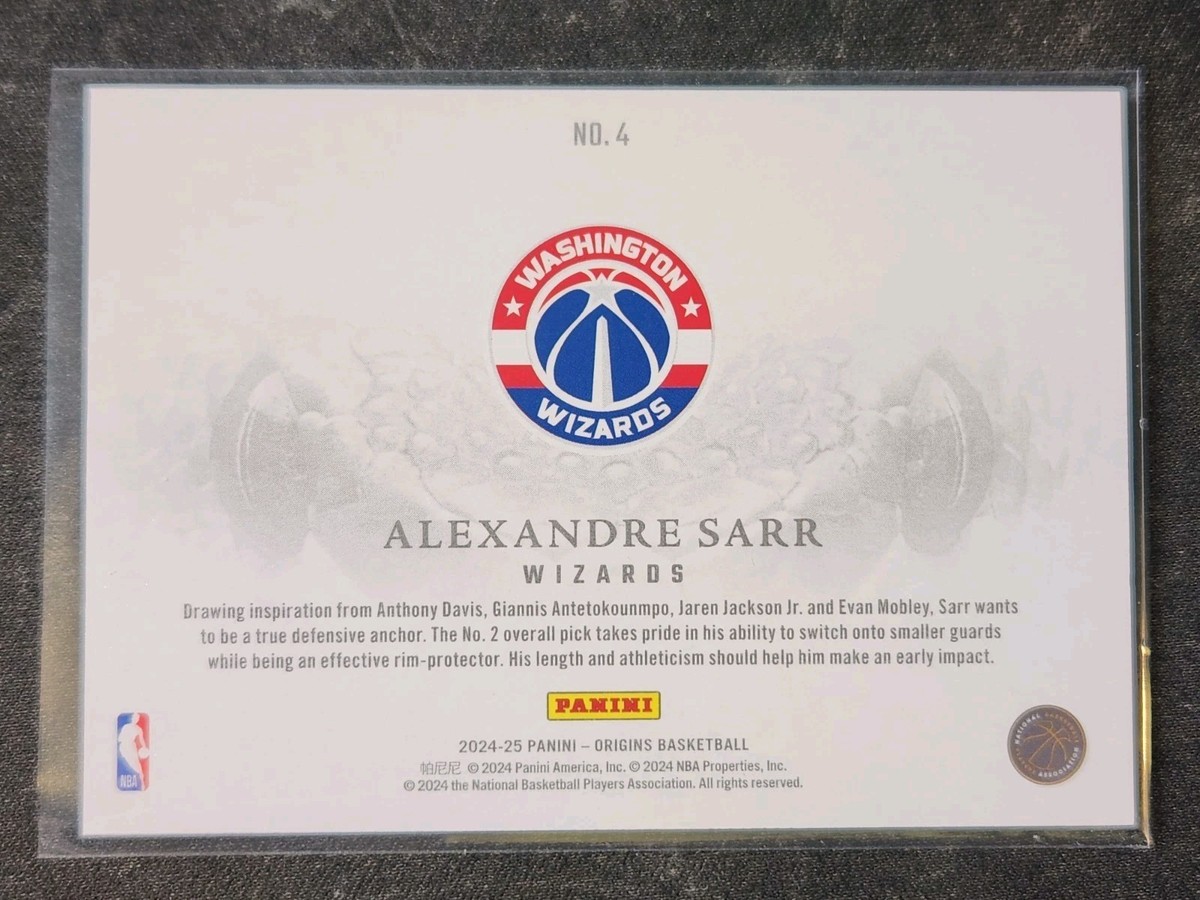 NO. 4
WASHINGTON
WIZARDS
ALEXANDRE SARR
WIZARDS
Drawing inspiration from Anthony Davis, Giannis Antetokounmpo, Jaren Jackson Jr. and Evan Mobley, Sarr wants
to be a true defensive anchor. The No. 2 overall pick takes pride in his ability to switch onto smaller guards
while being an effective rim-protector. His length and athleticism should help him make an early impact.
PANINI
2024-25 PANINI – ORIGINS BASKETBALL
帕尼尼 © 2024 Panini America, Inc. © 2024 NBA Properties, Inc.
© 2024 the National Basketball Players Association. All rights reserved.
NBA
NATIONAL BASKETBALL
PLAYERS ASSOCIATION